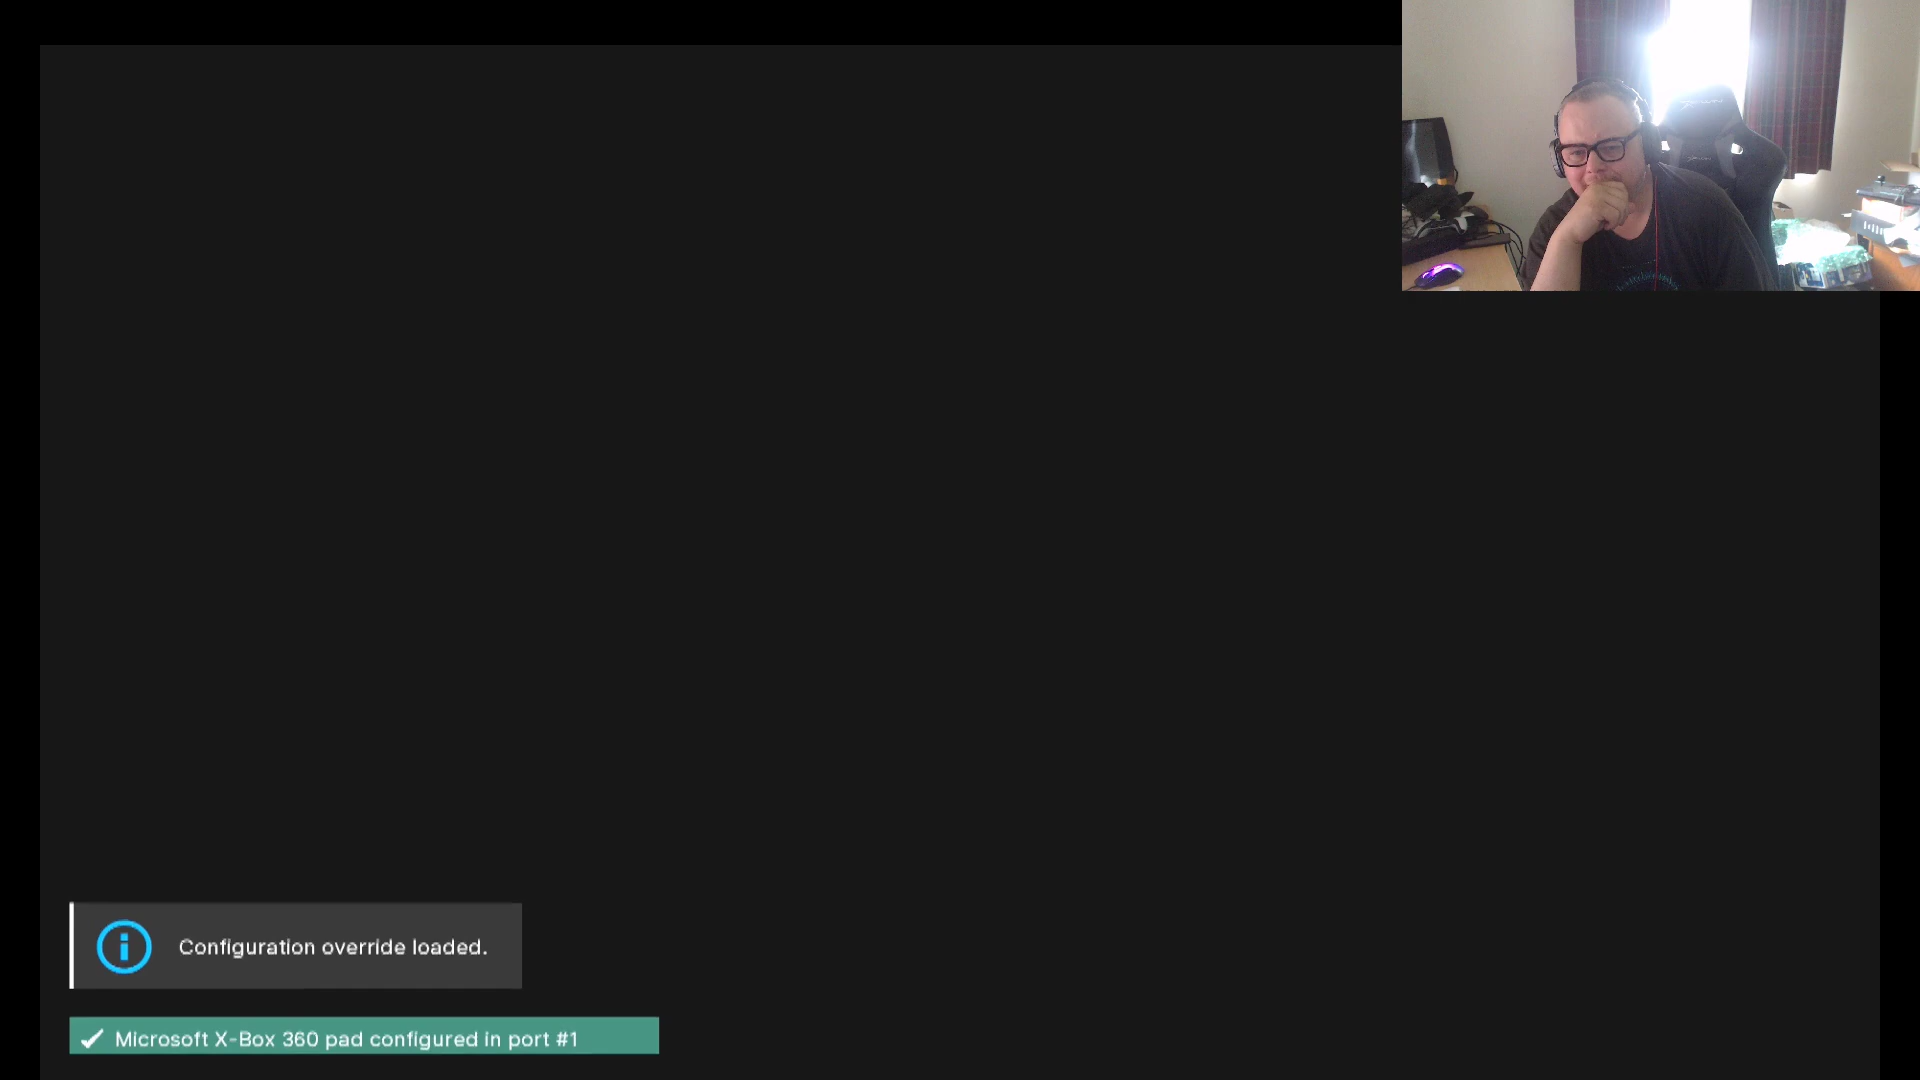 Configuration override loaded.
Microsoft X-Box 360 pad configured in port #1